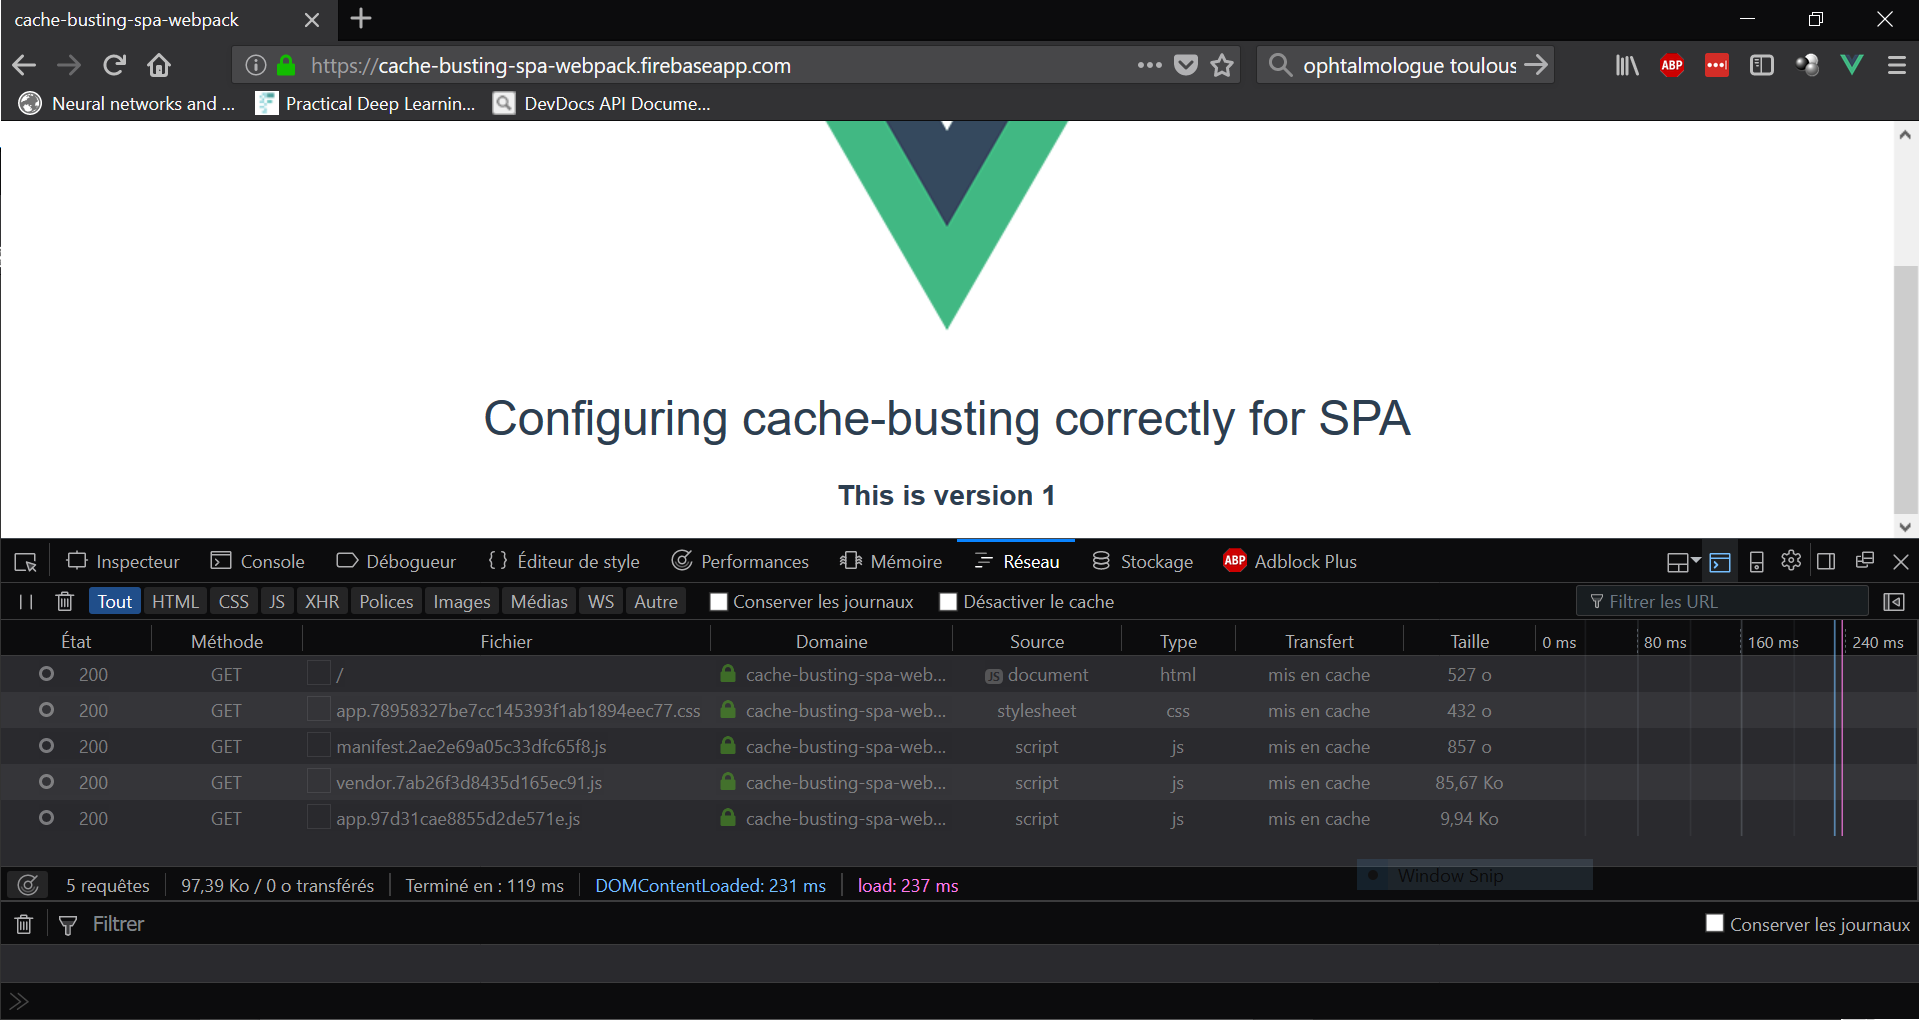 cache-busting-spa-webpack
https://cache-busting-spa-webpack.firebaseapp.com
ophtalmologue toulous
ABP
Neural networks and ...
Practical Deep Learnin...
DevDocs API Docume...
Configuring cache-busting correctly for SPA
This is version 1
Inspecteur Console Débogueur {} Éditeur de style Performances Mémoire Réseau Stockage ABP Adblock Plus
Tout HTML CSS JS XHR Polices Images Médias WS Autre Conserver les journaux Désactiver le cache Filtrer les URL
État Méthode Fichier Domaine Source Type Transfert Taille 0 ms 80 ms 160 ms 240 ms
200 GET / cache-busting-spa-web... JS document html mis en cache 527 o
200 GET app.78958327be7cc145393f1ab1894eec77.css cache-busting-spa-web... stylesheet css mis en cache 432 o
200 GET manifest.2ae2e69a05c33dfc65f8.js cache-busting-spa-web... script js mis en cache 857 o
200 GET vendor.7ab26f3d8435d165ec91.js cache-busting-spa-web... script js mis en cache 85,67 Ko
200 GET app.97d31cae8855d2de571e.js cache-busting-spa-web... script js mis en cache 9,94 Ko
Window Snip
5 requêtes 97,39 Ko / 0 o transférés Terminé en : 119 ms DOMContentLoaded: 231 ms load: 237 ms
Filtrer Conserver les journaux